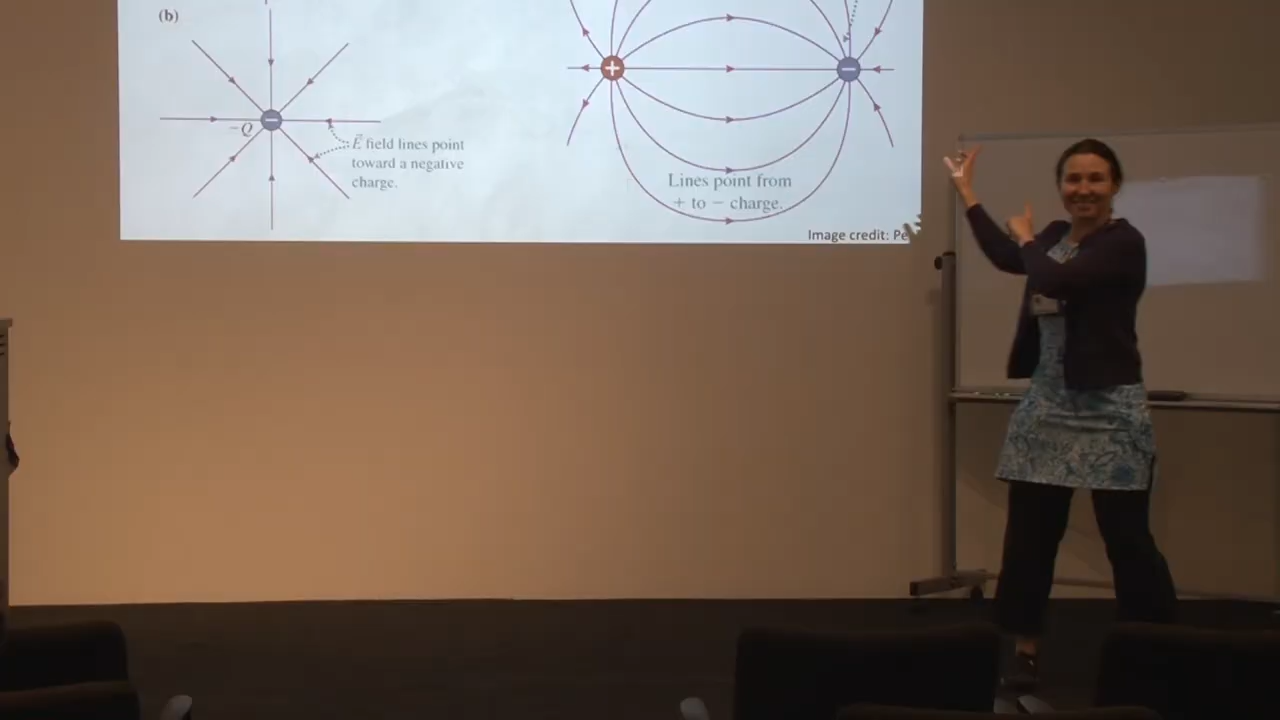 (b)
−Q
E⃗ field lines point
toward a negative
charge.
+
−
−
Lines point from
+ to − charge.
Image credit: Pe